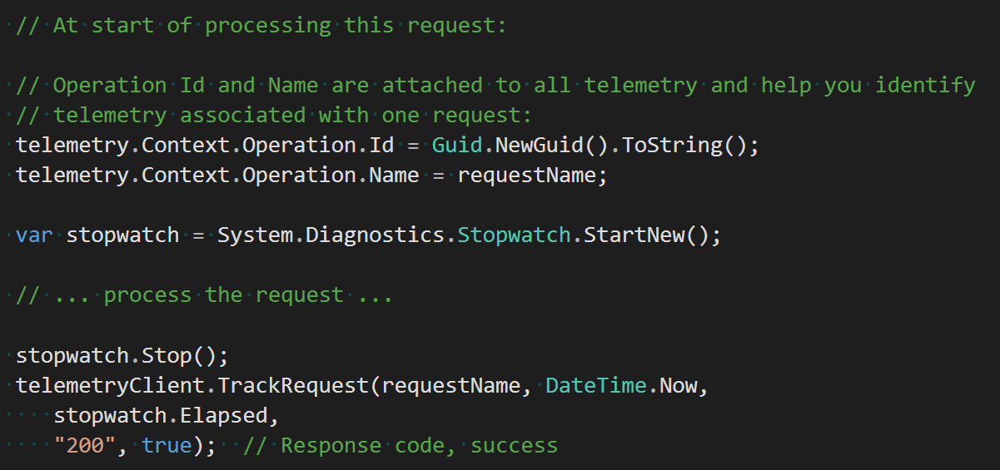 // At start of processing this request:
// Operation Id and Name are attached to all telemetry and help you identify
// telemetry associated with one request:
telemetry.Context.Operation.Id = Guid.NewGuid().ToString();
telemetry.Context.Operation.Name = requestName;
var stopwatch = System.Diagnostics.Stopwatch.StartNew();
// ... process the request ...
stopwatch.Stop();
telemetryClient.TrackRequest(requestName, DateTime.Now,
    stopwatch.Elapsed,
    "200", true);  // Response code, success